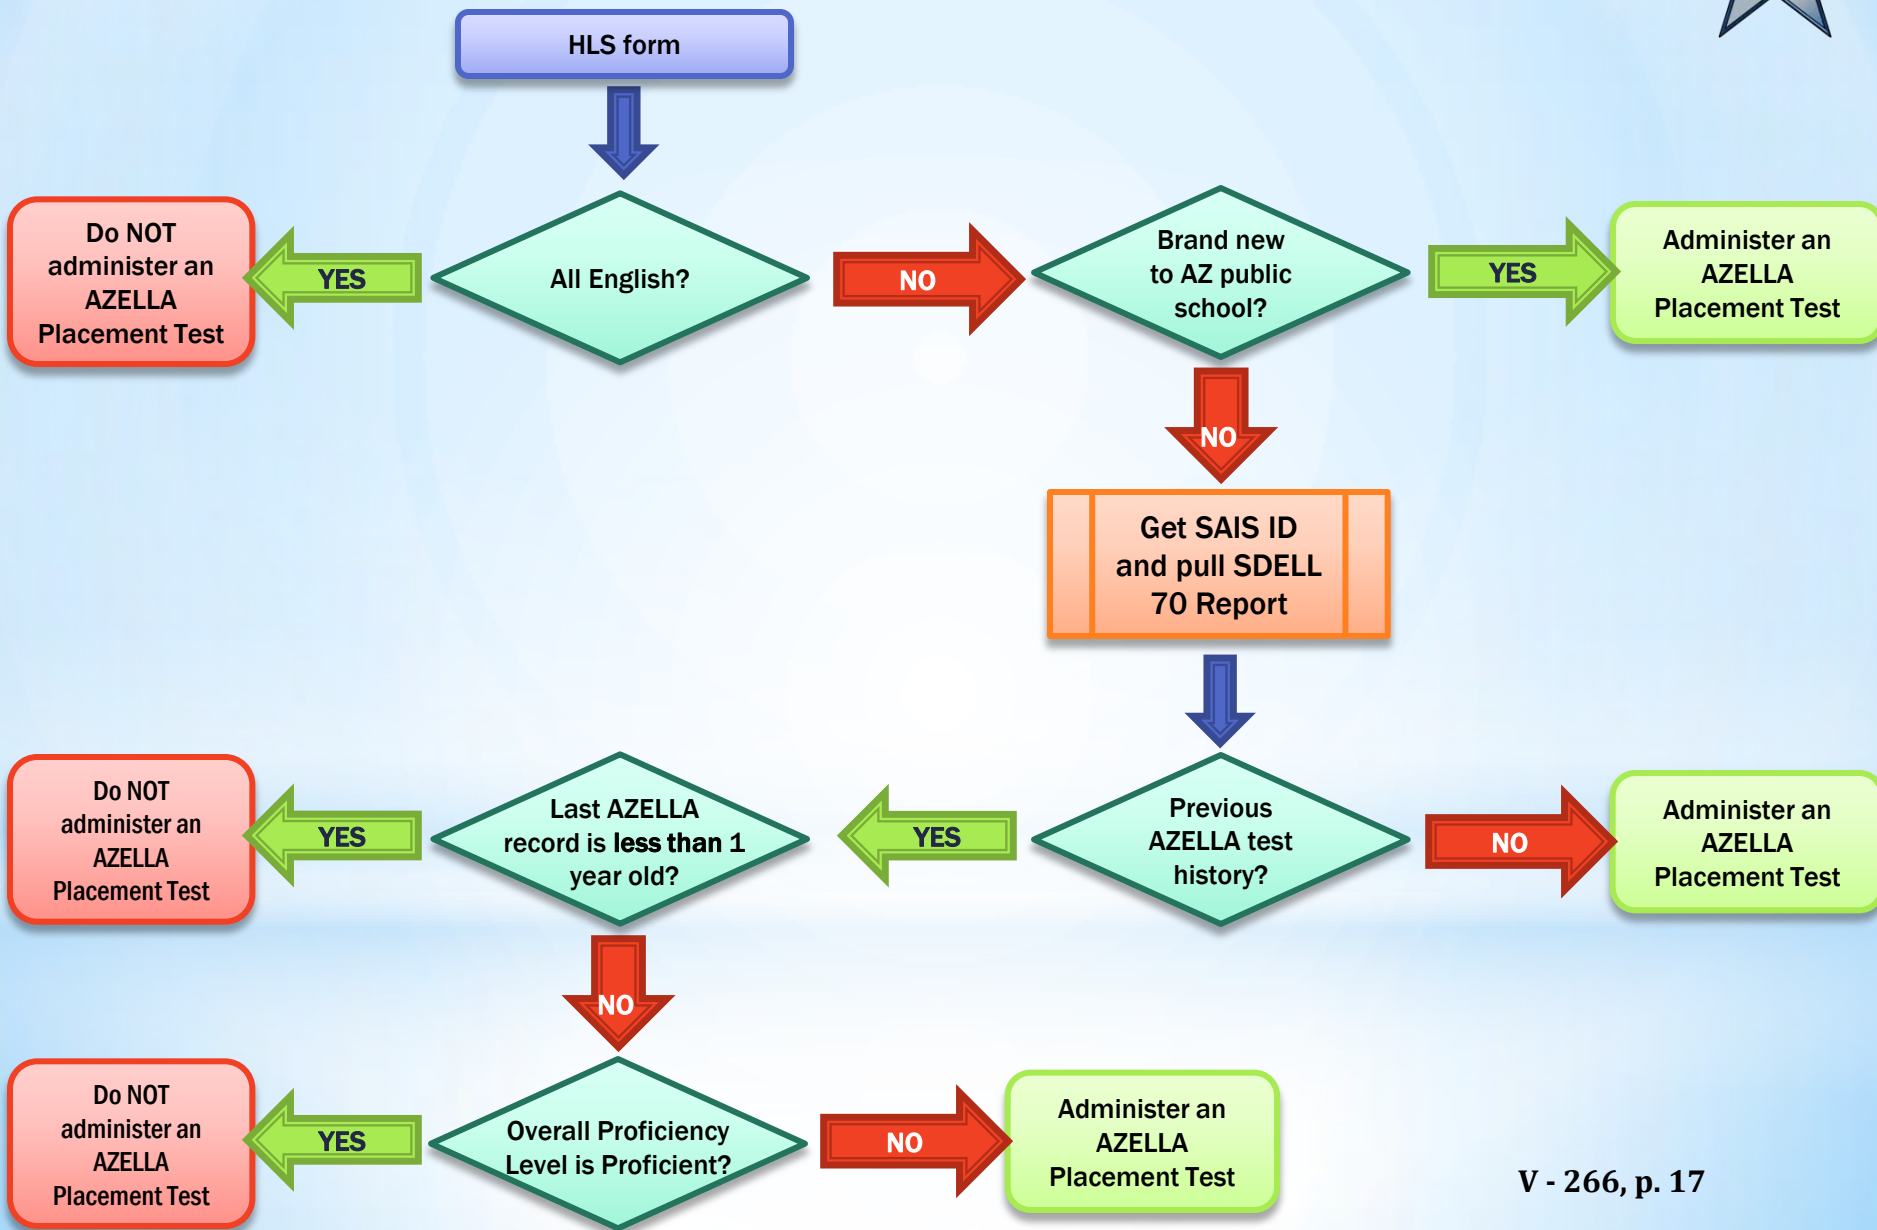 HLS form
Do NOT
administer an
AZELLA
Placement Test
YES
All English?
NO
Brand new
to AZ public
school?
YES
Administer an
AZELLA
Placement Test
NO
Get SAIS ID
and pull SDELL
70 Report
Do NOT
administer an
AZELLA
Placement Test
YES
Last AZELLA
record is less than 1
year old?
YES
Previous
AZELLA test
history?
NO
Administer an
AZELLA
Placement Test
NO
Do NOT
administer an
AZELLA
Placement Test
YES
Overall Proficiency
Level is Proficient?
NO
Administer an
AZELLA
Placement Test
V - 266, p. 17